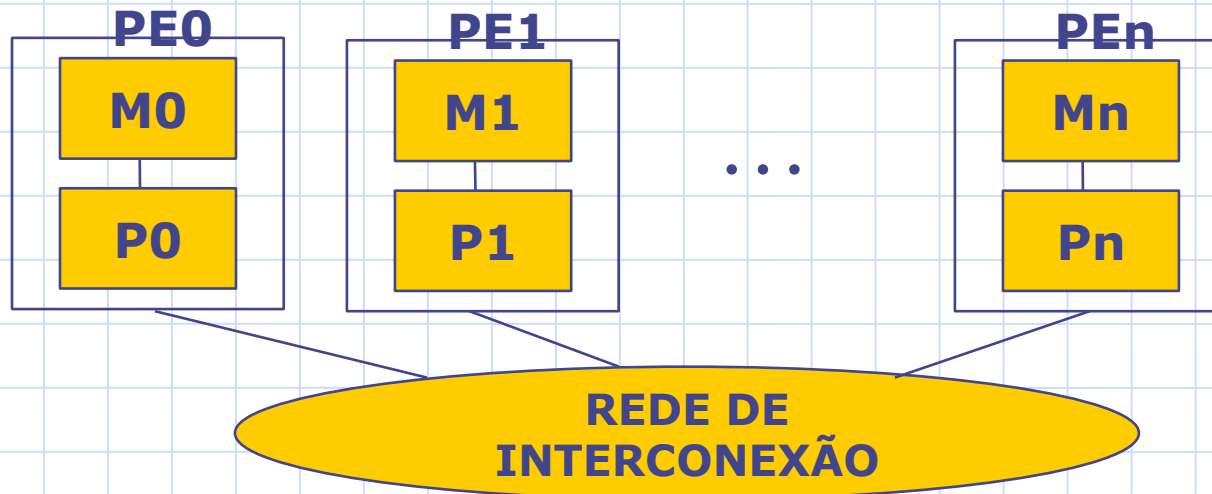 PE0
PE1
PEn
M0
M1
Mn
. . .
P0
P1
Pn
REDE DE
INTERCONEXÃO